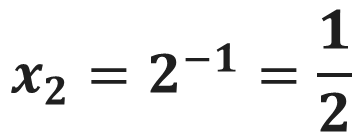 x₂ = 2⁻¹ = 1/2